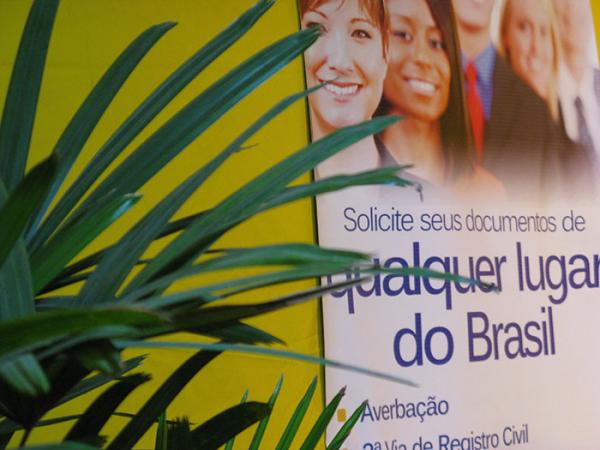 Solicite seus documentos de
qualquer lugar
do Brasil
Averbação
2ª Via de Registro Civil